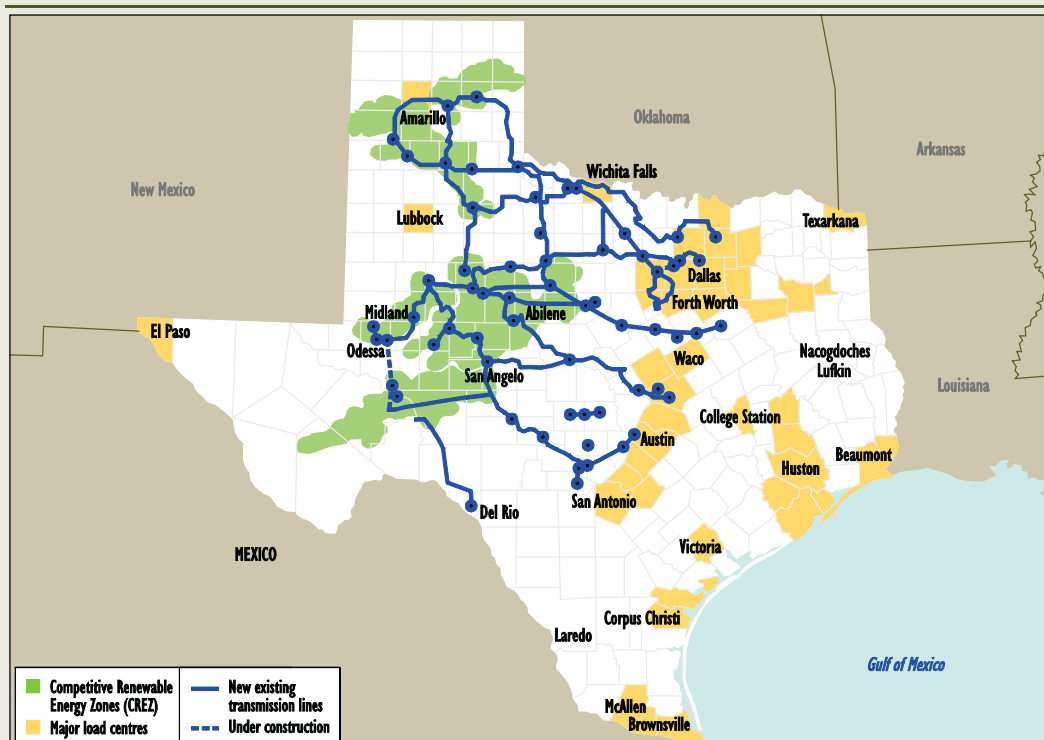 Oklahoma
Arkansas
New Mexico
Amarillo
Wichita Falls
Lubbock
Texarkana
Dallas
Forth Worth
Midland
Abilene
El Paso
Odessa
Waco
Nacogdoches
Lufkin
San Angelo
Louisiana
College Station
Austin
Beaumont
Huston
San Antonio
Del Rio
Victoria
MEXICO
Corpus Christi
Laredo
Gulf of Mexico
McAllen
Brownsville
Competitive Renewable
Energy Zones (CREZ)
Major load centres
New existing
transmission lines
Under construction